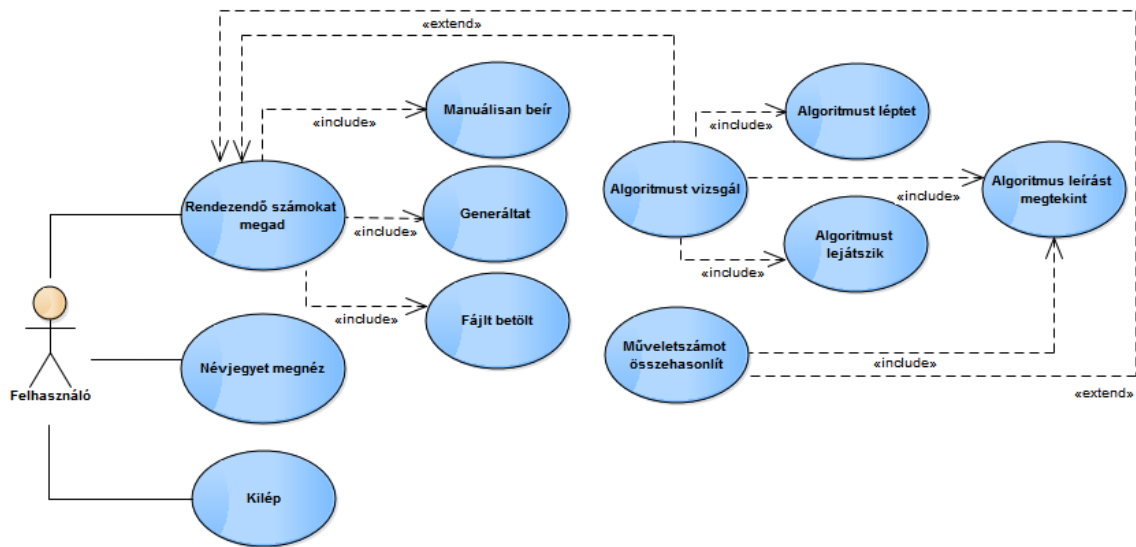 «extend»
Manuálisan beír
«include»
Algoritmust léptet
«include»
Rendezendő számokat
megad
Generáltat
«include»
Algoritmust vizsgál
Algoritmus leírást
megtekint
«include»
Algoritmust
lejátszik
«include»
Fájlt betölt
«include»
Műveletszámot
összehasonlít
«include»
«extend»
Felhasználó
Névjegyet megnéz
Kilép